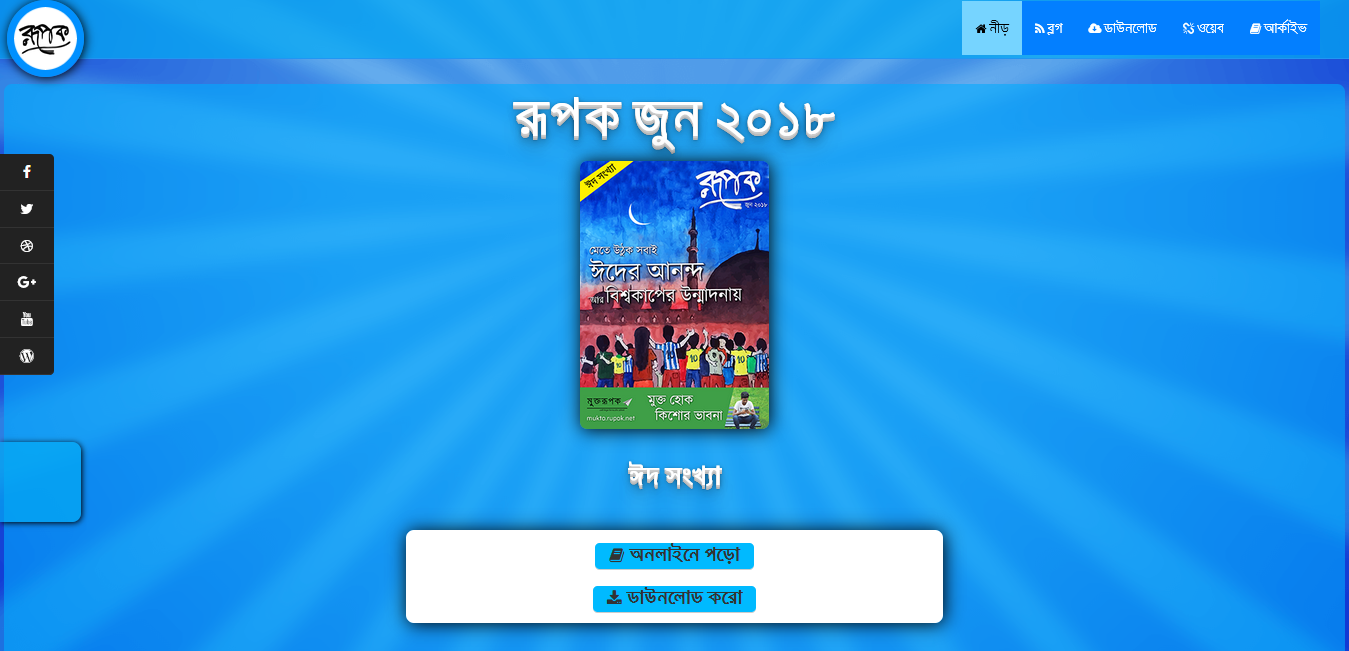 রূপক
নীড়
ব্লগ
ডাউনলোড
ওয়েব
আর্কাইভ
রূপক জুন ২০১৮
ঈদ সংখ্যা
রূপক
জুন ২০১৮
মেতে উঠুক সবাই
ঈদের আনন্দ
আর বিশ্বকাপের উন্মাদনায়
মুক্তরূপক
mukto.rupok.net
মুক্ত হোক
কিশোর ভাবনা
ঈদ সংখ্যা
অনলাইনে পড়ো
ডাউনলোড করো